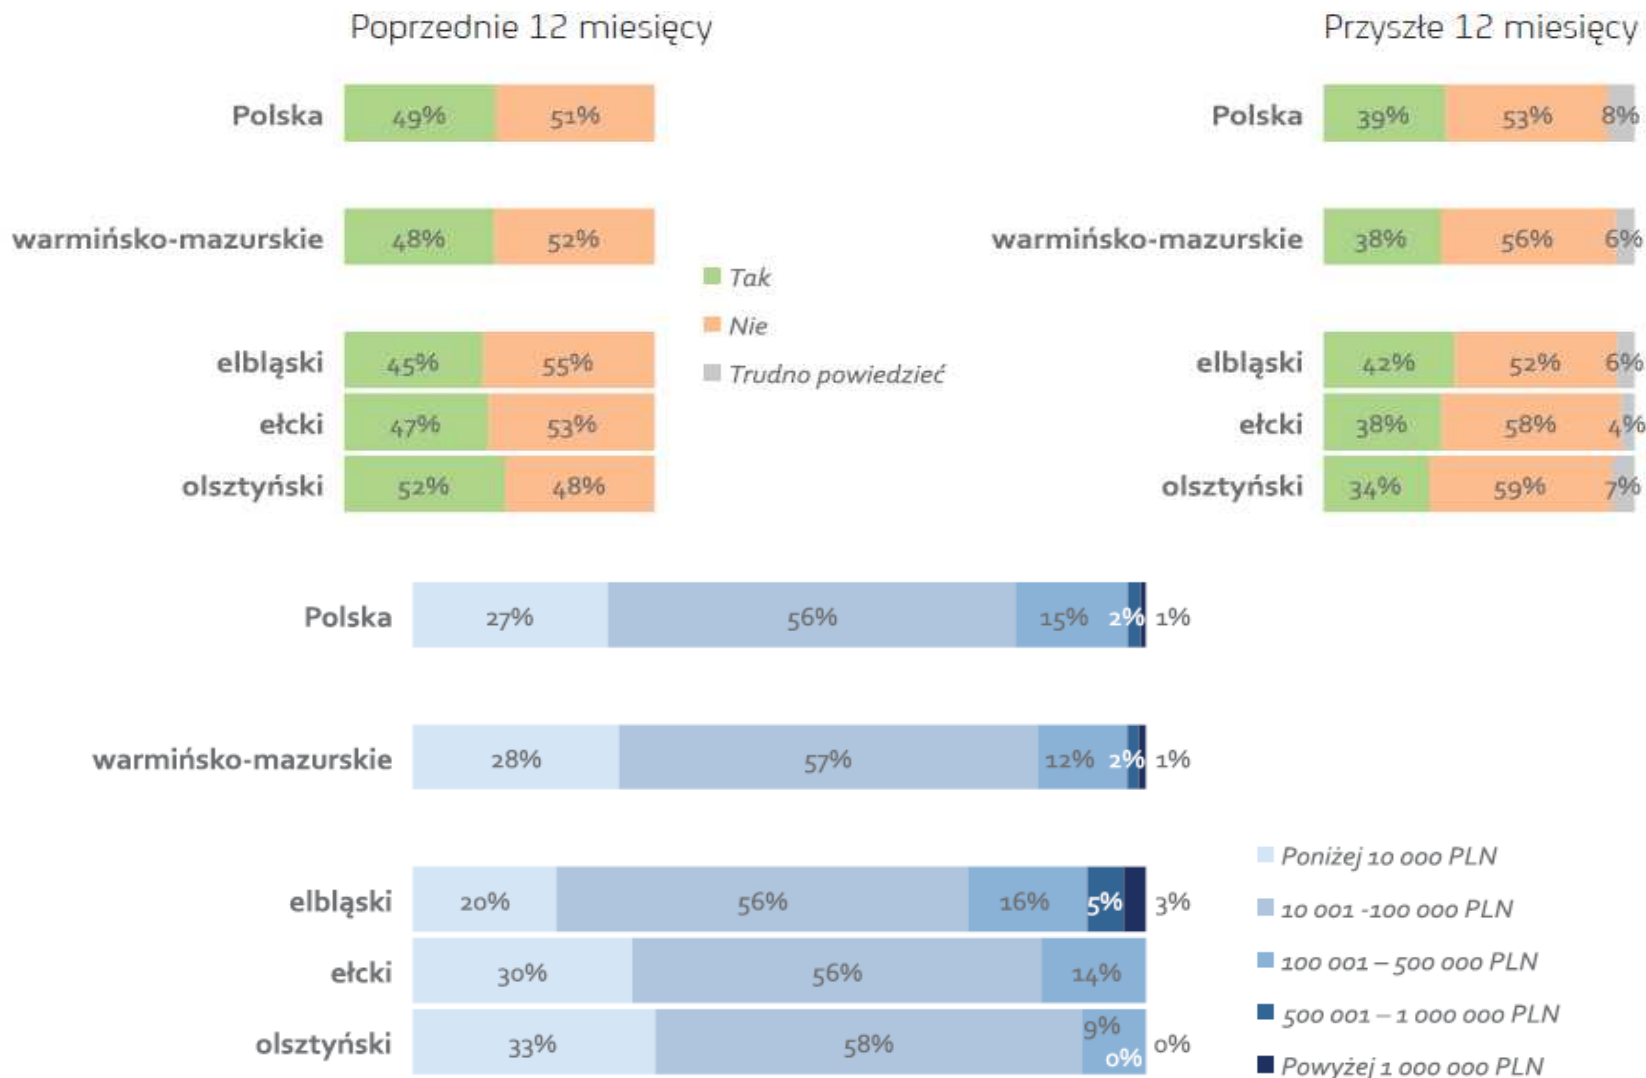 Poprzednie 12 miesięcy
Przyszłe 12 miesięcy
Polska 49% 51%
Polska 39% 53% 8%
warmińsko-mazurskie 48% 52%
warmińsko-mazurskie 38% 56% 6%
Tak
Nie
Trudno powiedzieć
elbląski 45% 55%
elbląski 42% 52% 6%
ełcki 47% 53%
ełcki 38% 58% 4%
olsztyński 52% 48%
olsztyński 34% 59% 7%
Polska 27% 56% 15% 2% 1%
warmińsko-mazurskie 28% 57% 12% 2% 1%
elbląski 20% 56% 16% 5% 3%
ełcki 30% 56% 14%
olsztyński 33% 58% 9% 0% 0%
Poniżej 10 000 PLN
10 001 -100 000 PLN
100 001 – 500 000 PLN
500 001 – 1 000 000 PLN
Powyżej 1 000 000 PLN